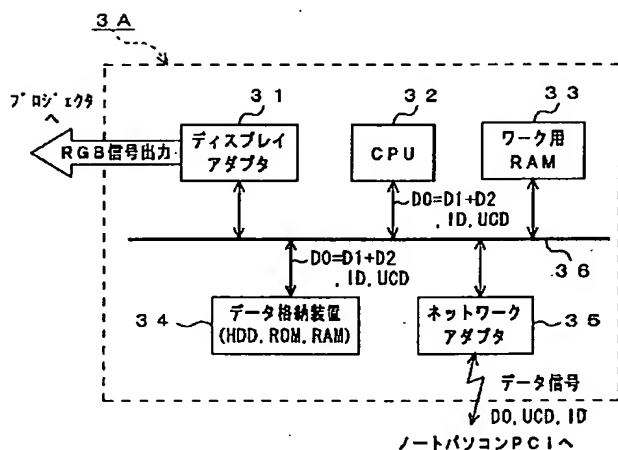 3A
プロジェクタ
へ
RGB信号出力
31
ディスプレイ
アダプタ
32
CPU
33
ワーク用
RAM
D0=D1+D2
,ID,UCD
36
D0=D1+D2
,ID,UCD
34
データ格納装置
(HDD,ROM,RAM)
ネットワーク
アダプタ
35
データ信号
D0,UCD,ID
ノートパソコンPCiへ